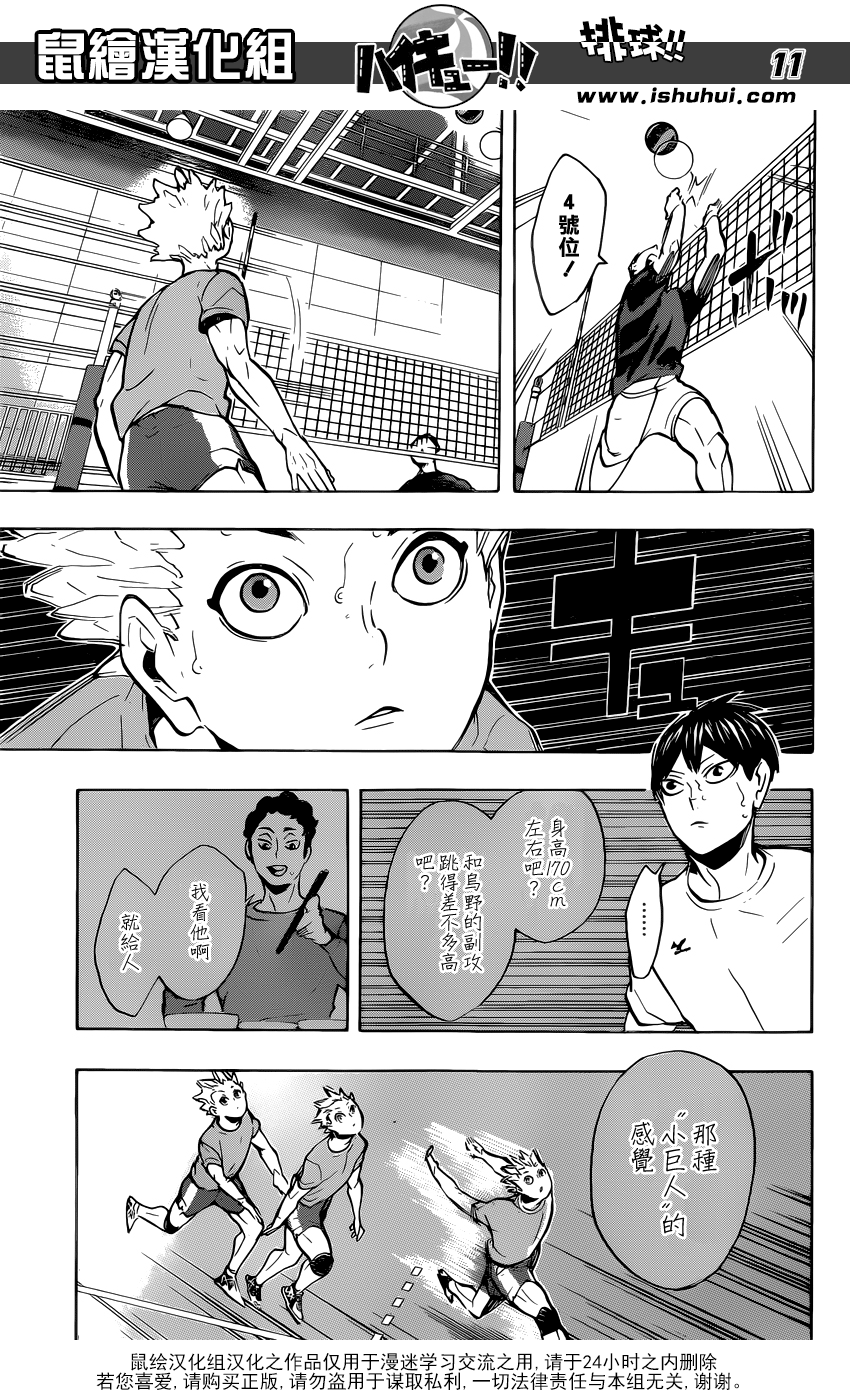 鼠繪漢化組
ハイキュー!!
排球!!
11
www.ishuhui.com
4號位！
ギュ
身高170cm
左右吧？
和烏野的副攻
跳得差不多高
吧？
………
我看他啊
就給人
那種
“小巨人”的
感覺
鼠绘汉化组汉化之作品仅用于漫迷学习交流之用,请于24小时之内删除
若您喜爱,请购买正版,请勿盗用于谋取私利,一切法律责任与本组无关,谢谢。